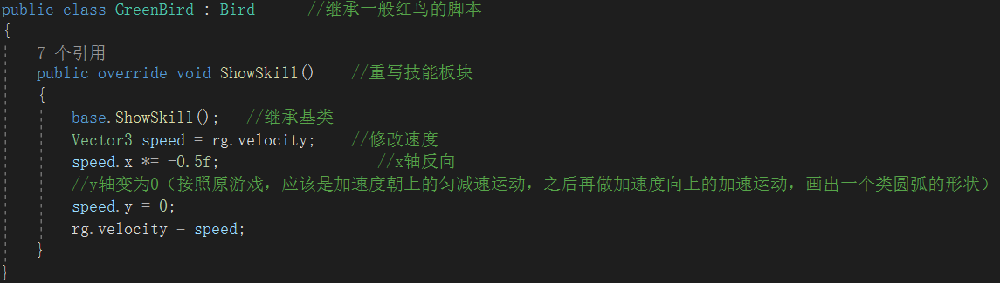 public class GreenBird : Bird //继承一般红鸟的脚本
{
7 个引用
public override void ShowSkill() //重写技能板块
{
base.ShowSkill(); //继承基类
Vector3 speed = rg.velocity; //修改速度
speed.x *= -0.5f; //x轴反向
//y轴变为0（按照原游戏，应该是加速度朝上的匀减速运动，之后再做加速度向上的加速运动，画出一个类圆弧的形状）
speed.y = 0;
rg.velocity = speed;
}
}